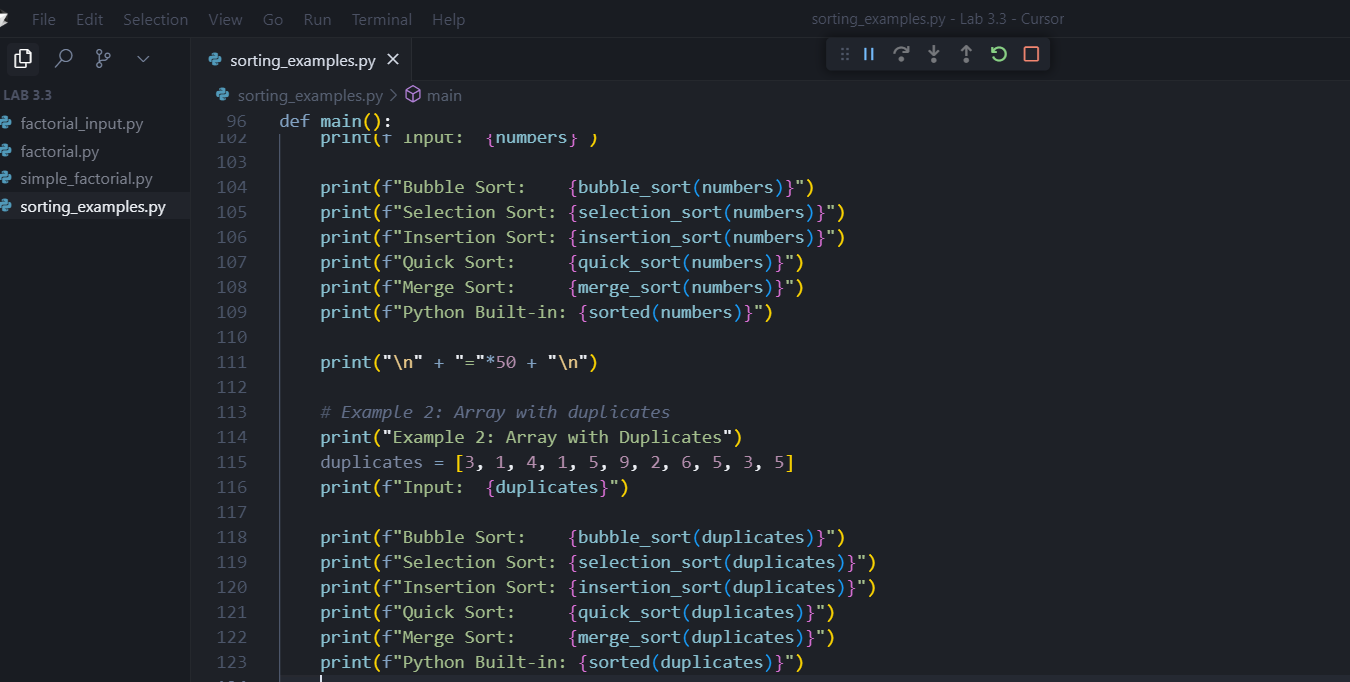 File Edit Selection View Go Run Terminal Help
sorting_examples.py - Lab 3.3 - Cursor
sorting_examples.py
LAB 3.3
factorial_input.py
factorial.py
simple_factorial.py
sorting_examples.py
sorting_examples.py > main
96 def main():
102     print(f"Input:  {numbers}")
103
104     print(f"Bubble Sort:    {bubble_sort(numbers)}")
105     print(f"Selection Sort: {selection_sort(numbers)}")
106     print(f"Insertion Sort: {insertion_sort(numbers)}")
107     print(f"Quick Sort:     {quick_sort(numbers)}")
108     print(f"Merge Sort:     {merge_sort(numbers)}")
109     print(f"Python Built-in: {sorted(numbers)}")
110
111     print("\n" + "="*50 + "\n")
112
113     # Example 2: Array with duplicates
114     print("Example 2: Array with Duplicates")
115     duplicates = [3, 1, 4, 1, 5, 9, 2, 6, 5, 3, 5]
116     print(f"Input:  {duplicates}")
117
118     print(f"Bubble Sort:    {bubble_sort(duplicates)}")
119     print(f"Selection Sort: {selection_sort(duplicates)}")
120     print(f"Insertion Sort: {insertion_sort(duplicates)}")
121     print(f"Quick Sort:     {quick_sort(duplicates)}")
122     print(f"Merge Sort:     {merge_sort(duplicates)}")
123     print(f"Python Built-in: {sorted(duplicates)}")